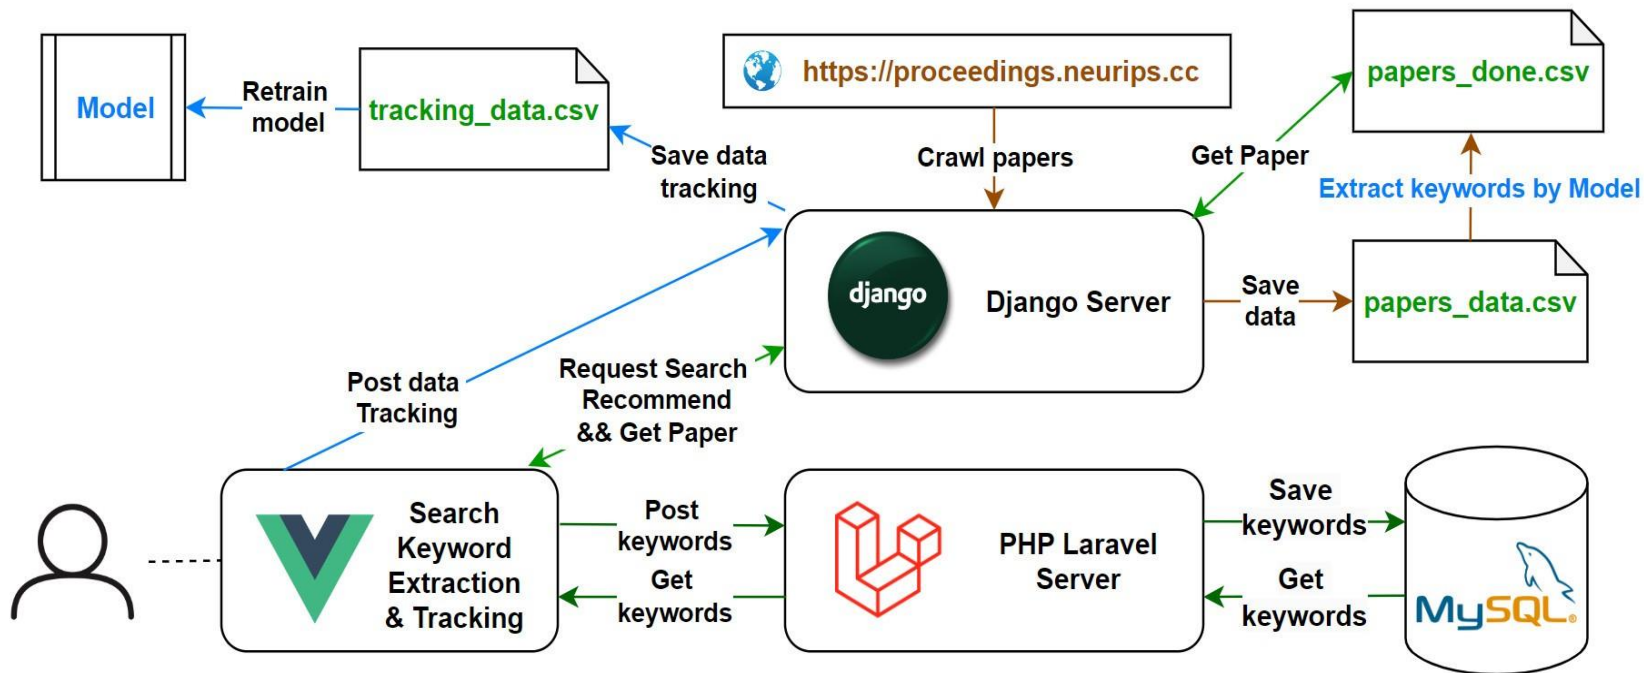 Model
Retrain
model
tracking_data.csv
https://proceedings.neurips.cc
papers_done.csv
Save data
tracking
Crawl papers
Get Paper
Extract keywords by Model
django
Django Server
Save
data
papers_data.csv
Post data
Tracking
Request Search
Recommend
&& Get Paper
Search
Keyword
Extraction
& Tracking
Post
keywords
Get
keywords
PHP Laravel
Server
Save
keywords
Get
keywords
MySQL®